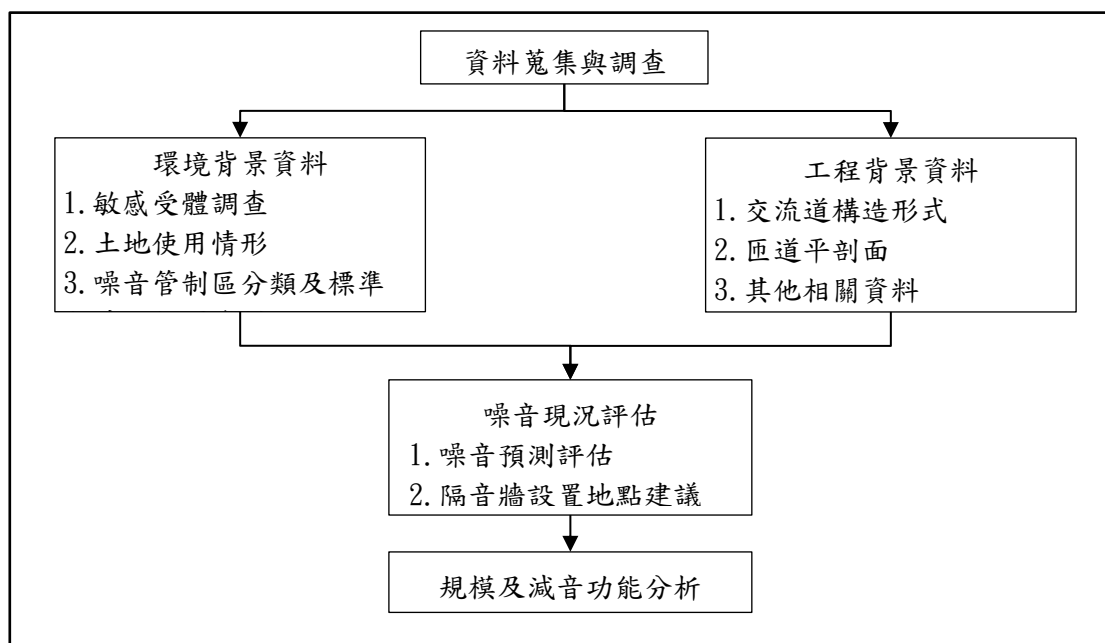 資料蒐集與調查
環境背景資料
1.敏感受體調查
2.土地使用情形
3.噪音管制區分類及標準
工程背景資料
1.交流道構造形式
2.匝道平剖面
3.其他相關資料
噪音現況評估
1.噪音預測評估
2.隔音牆設置地點建議
規模及減音功能分析